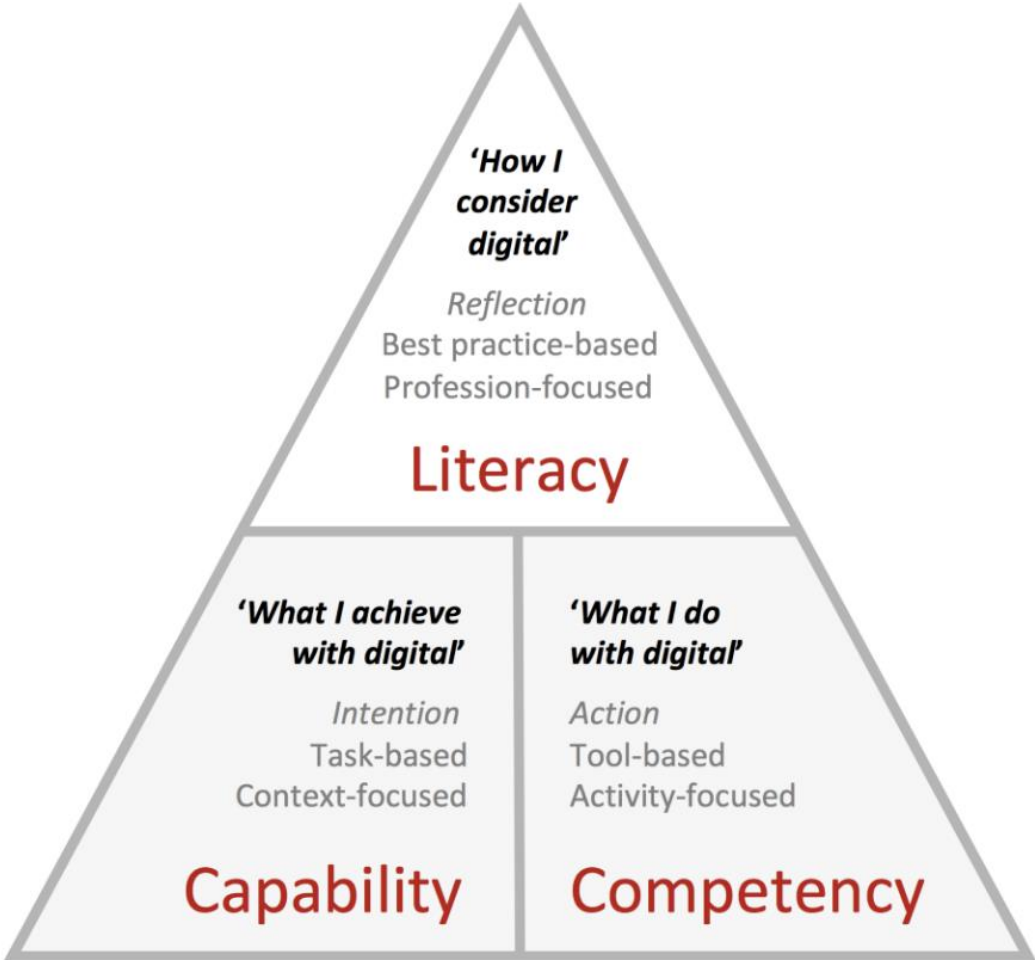 ‘How I
consider
digital’
Reflection
Best practice-based
Profession-focused
Literacy
‘What I achieve
with digital’
Intention
Task-based
Context-focused
Capability
‘What I do
with digital’
Action
Tool-based
Activity-focused
Competency